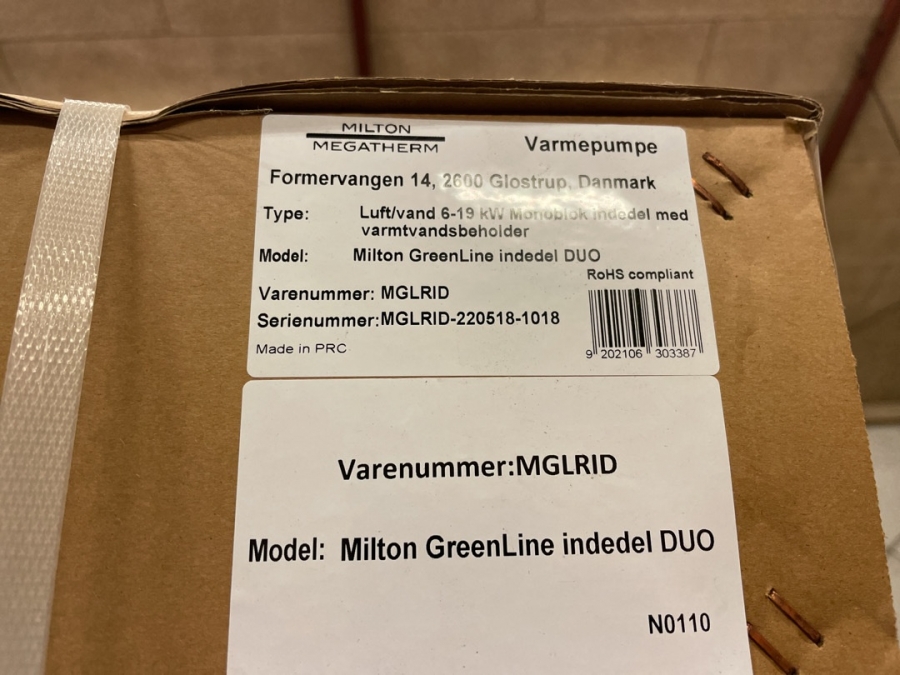 MILTON
MEGATHERM
Varmepumpe
Formervangen 14, 2600 Glostrup, Danmark
Type: Luft/vand 6-19 kW Monoblok indedel med
varmtvandsbeholder
Model: Milton GreenLine indedel DUO
RoHS compliant
Varenummer: MGLRID
Serienummer:MGLRID-220518-1018
Made in PRC
9 202106 303387
Varenummer:MGLRID
Model: Milton GreenLine indedel DUO
N0110